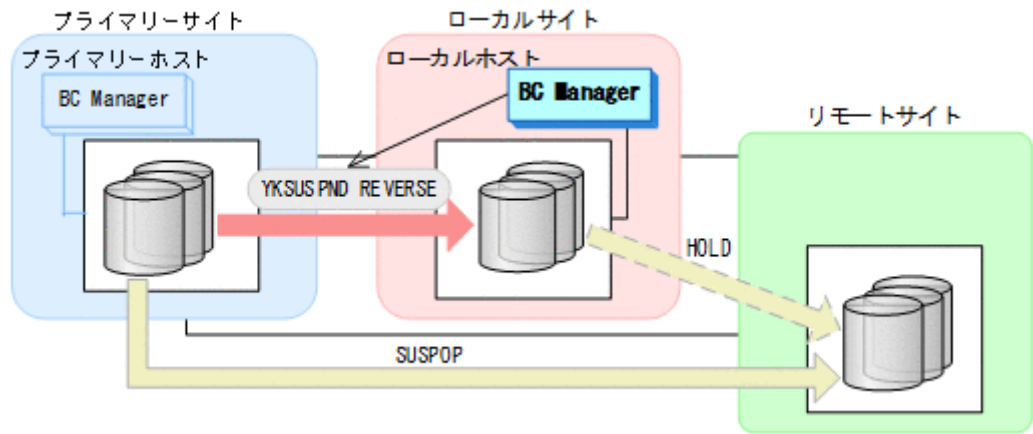 プライマリーサイト
ローカルサイト
プライマリーホスト
ローカルホスト
BC Manager
BC Manager
リモートサイト
YKSUSPND REVERSE
HOLD
SUSPOP